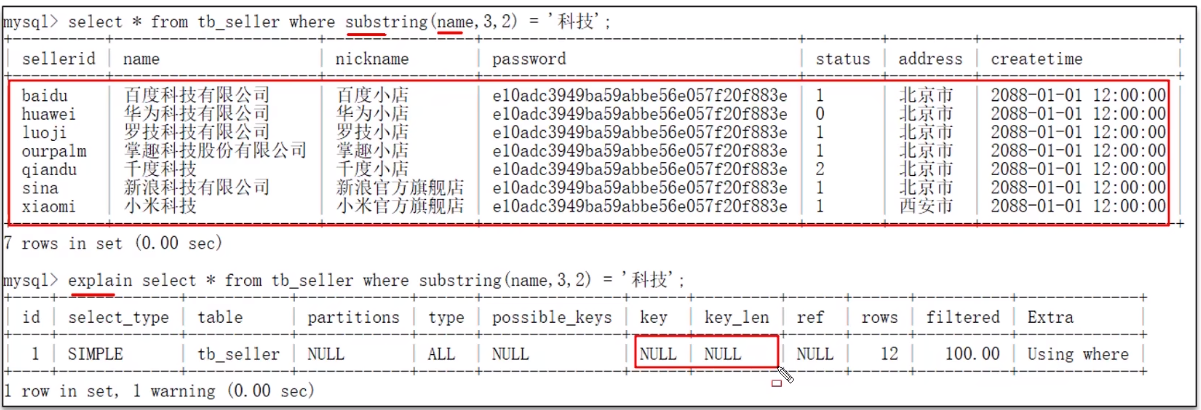 mysql> select * from tb_seller where substring(name,3,2) = '科技';
| sellerid | name | nickname | password | status | address | createtime |
| baidu | 百度科技有限公司 | 百度小店 | e10adc3949ba59abbe56e057f20f883e | 1 | 北京市 | 2088-01-01 12:00:00
| huawei | 华为科技有限公司 | 华为小店 | e10adc3949ba59abbe56e057f20f883e | 0 | 北京市 | 2088-01-01 12:00:00
| luoji | 罗技科技有限公司 | 罗技小店 | e10adc3949ba59abbe56e057f20f883e | 1 | 北京市 | 2088-01-01 12:00:00
| ourpalm | 掌趣科技股份有限公司 | 掌趣小店 | e10adc3949ba59abbe56e057f20f883e | 1 | 北京市 | 2088-01-01 12:00:00
| qiandu | 千度科技 | 千度小店 | e10adc3949ba59abbe56e057f20f883e | 2 | 北京市 | 2088-01-01 12:00:00
| sina | 新浪科技有限公司 | 新浪官方旗舰店 | e10adc3949ba59abbe56e057f20f883e | 1 | 北京市 | 2088-01-01 12:00:00
| xiaomi | 小米科技 | 小米官方旗舰店 | e10adc3949ba59abbe56e057f20f883e | 1 | 西安市 | 2088-01-01 12:00:00
7 rows in set (0.00 sec)
mysql> explain select * from tb_seller where substring(name,3,2) = '科技';
| id | select_type | table | partitions | type | possible_keys | key | key_len | ref | rows | filtered | Extra |
| 1 | SIMPLE | tb_seller | NULL | ALL | NULL | NULL | NULL | NULL | 12 | 100.00 | Using where |
1 row in set, 1 warning (0.00 sec)